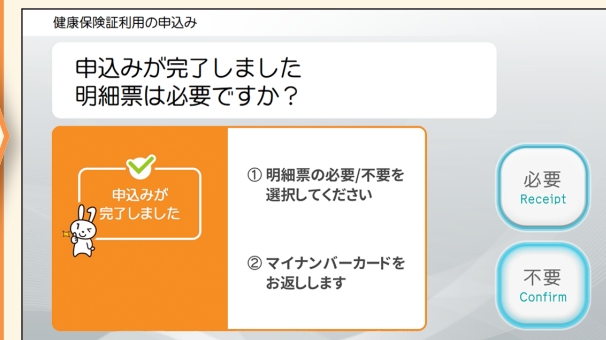 健康保険証利用の申込み
申込みが完了しました
明細票は必要ですか？
申込みが
完了しました
① 明細票の必要/不要を
選択してください
② マイナンバーカードを
お返しします
必要
Receipt
不要
Confirm